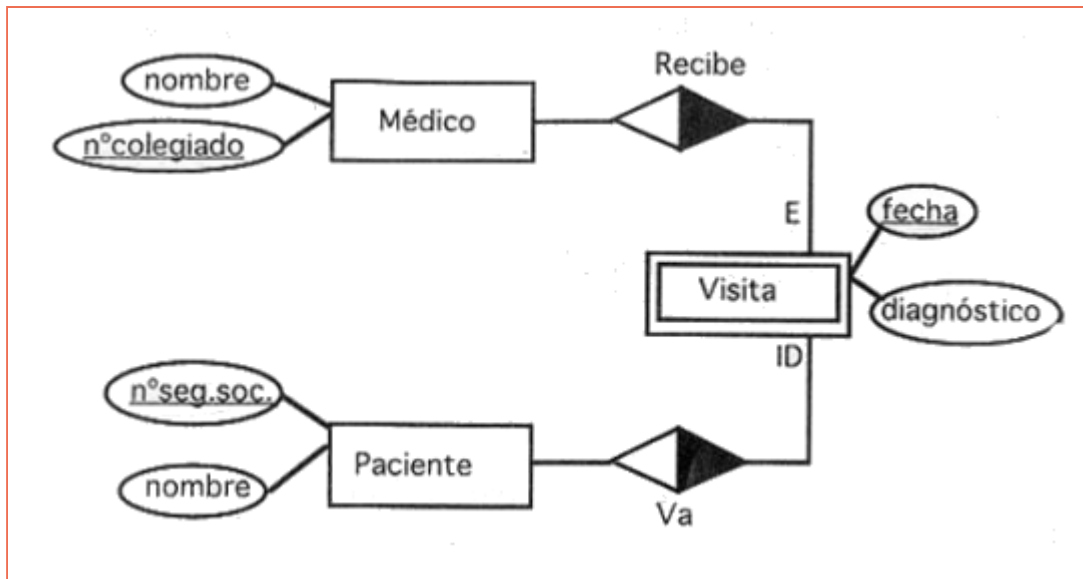 Recibe
nombre
Médico
nºcolegiado
E
fecha
Visita
diagnóstico
ID
nºseg.soc.
Paciente
nombre
Va